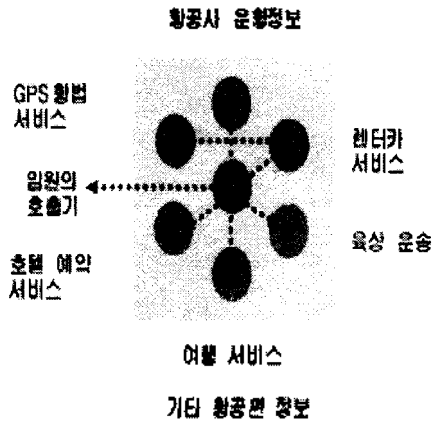 항공사 운항정보
GPS 항법
서비스
렌터카
서비스
임원의
호출기
육상 운송
호텔 예약
서비스
여행 서비스
기타 항공편 정보